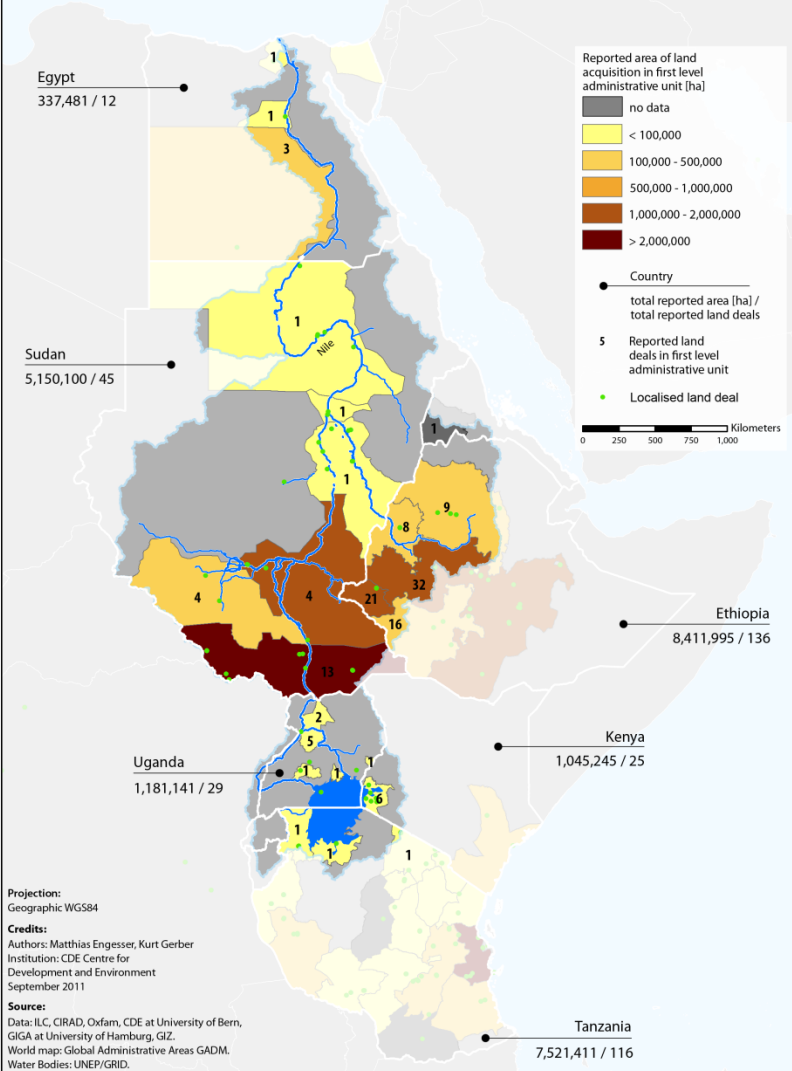 Egypt
337,481 / 12
Sudan
5,150,100 / 45
Uganda
1,181,141 / 29
Ethiopia
8,411,995 / 136
Kenya
1,045,245 / 25
Tanzania
7,521,411 / 116
Reported area of land
acquisition in first level
administrative unit [ha]
no data
< 100,000
100,000 - 500,000
500,000 - 1,000,000
1,000,000 - 2,000,000
> 2,000,000
Country
total reported area [ha] /
total reported land deals
5 Reported land
deals in first level
administrative unit
Localised land deal
Kilometers
0 250 500 750 1,000
1
1
3
1
Nile
1
1
1
9
8
4
4
21
32
16
13
2
5
1
1
1
6
1
1
1
Projection:
Geographic WGS84
Credits:
Authors: Matthias Engesser, Kurt Gerber
Institution: CDE Centre for
Development and Environment
September 2011
Source:
Data: ILC, CIRAD, Oxfam, CDE at University of Bern,
GIGA at University of Hamburg, GIZ.
World map: Global Administrative Areas GADM.
Water Bodies: UNEP/GRID.